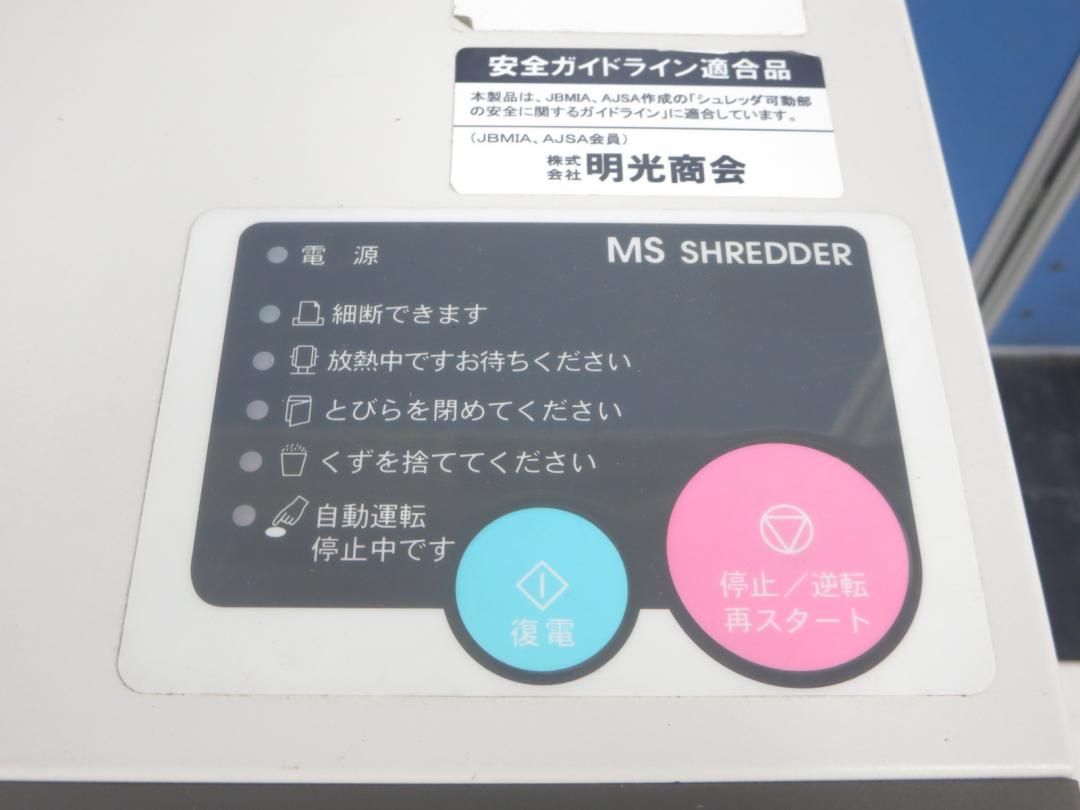 安全ガイドライン適合品
本製品は、JBMIA、AJSA作成の「シュレッダ可動部
の安全に関するガイドライン」に適合しています。
（JBMIA、AJSA会員）
株式会社 明光商会
電 源
MS SHREDDER
細断できます
放熱中ですお待ちください
とびらを閉めてください
くずを捨ててください
自動運転
停止中です
復電
停止／逆転
再スタート